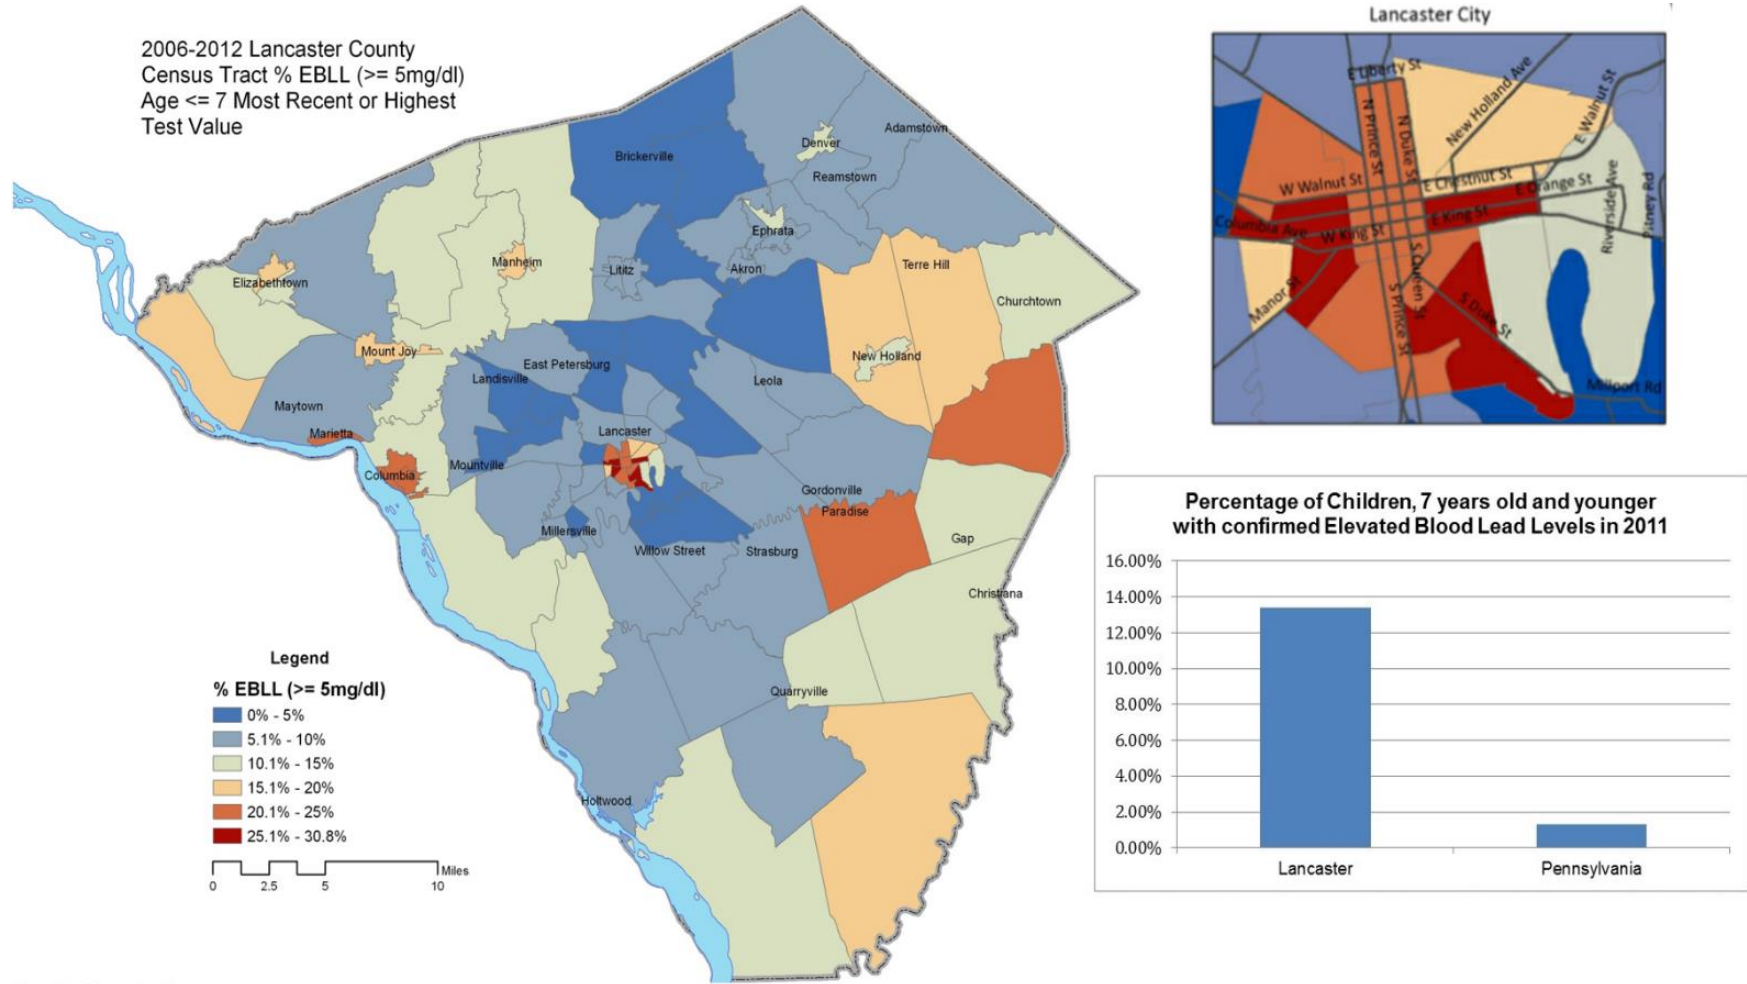 2006-2012 Lancaster County
Census Tract % EBLL (>= 5mg/dl)
Age <= 7 Most Recent or Highest
Test Value
Brickerville
Adamstown
Denver
Reamstown
Ephrata
Akron
Lititz
Manheim
Elizabethtown
Terre Hill
Churchtown
Mount Joy
East Petersburg
Landisville
New Holland
Leola
Maytown
Marietta
Lancaster
Columbia
Mountville
Gordonville
Paradise
Millersville
Willow Street
Strasburg
Gap
Christiana
Quarryville
Holtwood
Legend
% EBLL (>= 5mg/dl)
0% - 5%
5.1% - 10%
10.1% - 15%
15.1% - 20%
20.1% - 25%
25.1% - 30.8%
Miles
0 2.5 5 10
Lancaster City
E Liberty St
N Prince St
N Duke St
New Holland Ave
E Walnut St
W Walnut St
E Chestnut St
E Orange St
Columbia Ave
W King St
E King St
Riverside Ave
Pitney Rd
Manor St
S Prince St
S Queen St
S Duke St
Millport Rd
Percentage of Children, 7 years old and younger
with confirmed Elevated Blood Lead Levels in 2011
16.00%
14.00%
12.00%
10.00%
8.00%
6.00%
4.00%
2.00%
0.00%
Lancaster
Pennsylvania